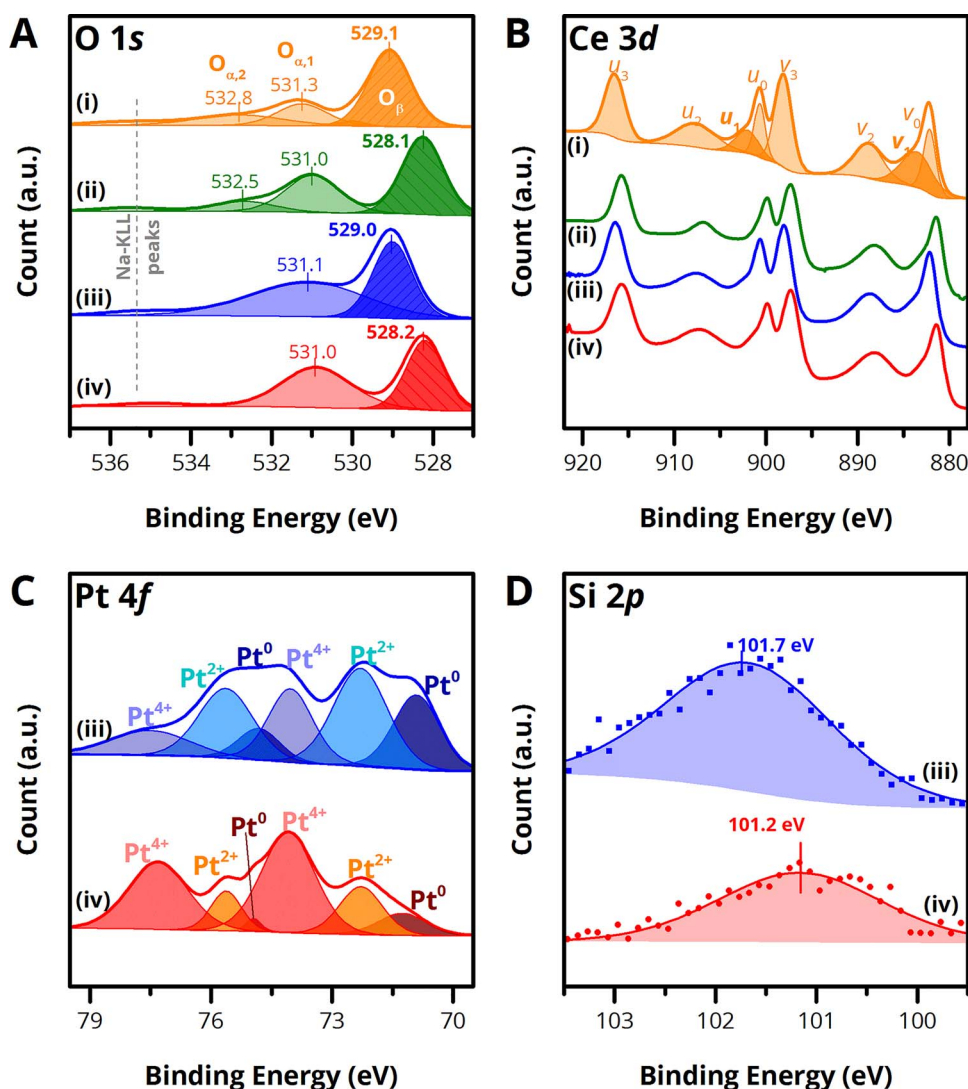 A
O 1s
529.1
Oα,2
Oα,1
532.8
531.3
Oβ
(i)
528.1
531.0
532.5
(ii)
Na-KLL
peaks
529.0
531.1
(iii)
528.2
531.0
(iv)
Count (a.u.)
536 534 532 530 528
Binding Energy (eV)
B
Ce 3d
u3
u2
u1
u0
v3
v2
v1
v0
(i)
(ii)
(iii)
(iv)
Count (a.u.)
920 910 900 890 880
Binding Energy (eV)
C
Pt 4f
Pt4+
Pt2+
Pt0
Pt4+
Pt2+
Pt0
(iii)
Pt4+
Pt2+
Pt0
Pt4+
Pt2+
Pt0
(iv)
Count (a.u.)
79 76 73 70
Binding Energy (eV)
D
Si 2p
101.7 eV
(iii)
101.2 eV
(iv)
Count (a.u.)
103 102 101 100
Binding Energy (eV)